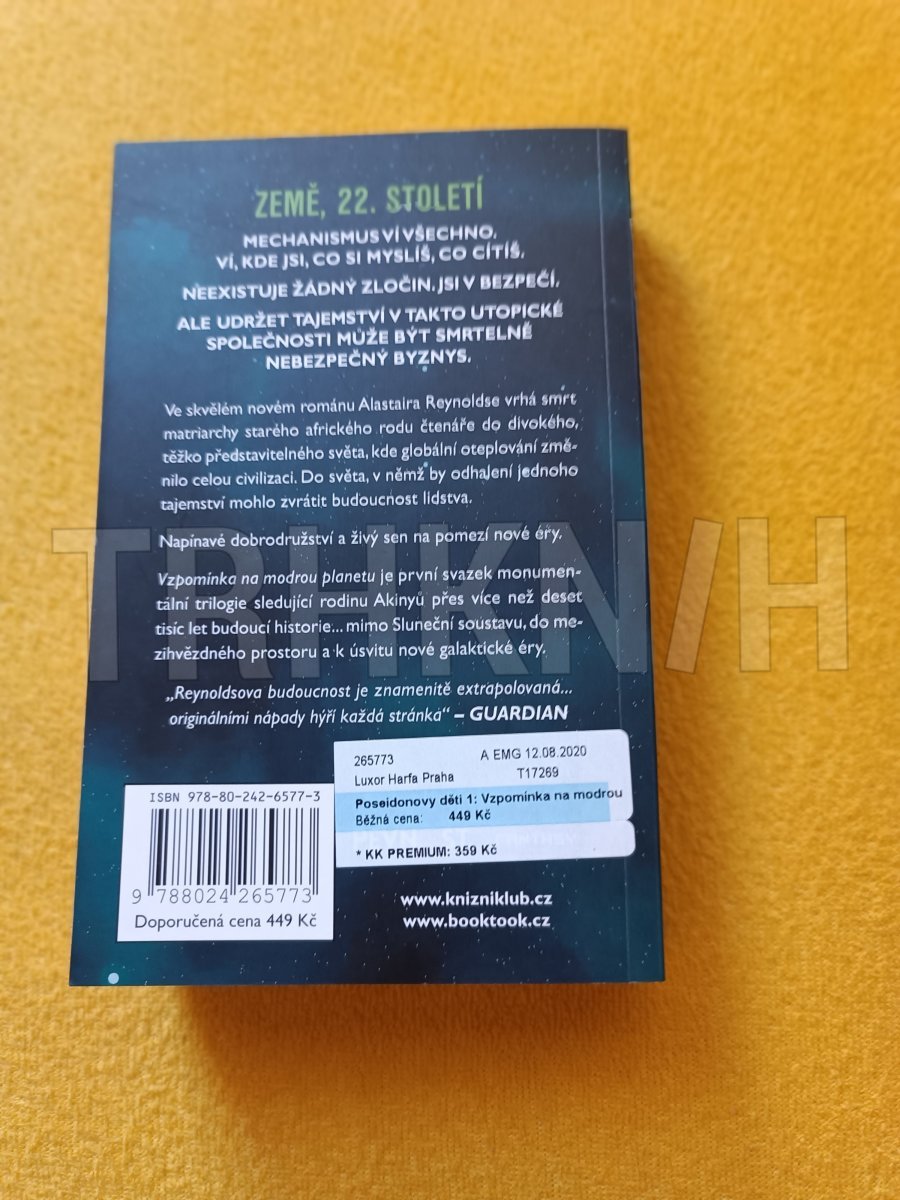 ZEMĚ, 22. STOLETÍ
MECHANISMUS VÍ VŠECHNO.
VÍ, KDE JSI, CO SI MYSLÍŠ, CO CÍTÍŠ.
NEEXISTUJE ŽÁDNÝ ZLOČIN. JSI V BEZPEČÍ.
ALE UDRŽET TAJEMSTVÍ V TAKTO UTOPICKÉ
SPOLEČNOSTI MŮŽE BÝT SMRTELNĚ
NEBEZPEČNÝ BYZNYS.
Ve skvělém novém románu Alastaira Reynoldse vrhá smrt
matriarchy starého afrického rodu čtenáře do divokého,
těžko představitelného světa, kde globální oteplování změ-
nilo celou civilizaci. Do světa, v němž by odhalení jednoho
tajemství mohlo zvrátit budoucnost lidstva.
Napínavé dobrodružství a živý sen na pomezí nové éry.
Vzpomínka na modrou planetu je první svazek monumen-
tální trilogie sledující rodinu Akinyů přes více než deset
tisíc let budoucí historie... mimo Sluneční soustavu, do me-
zihvězdného prostoru a k úsvitu nové galaktické éry.
„Reynoldsova budoucnost je znamenitě extrapolovaná...
originálními nápady hýří každá stránka“ – GUARDIAN
265773 A EMG 12.08.2020
Luxor Harfa Praha T17269
Poseidonovy děti 1: Vzpomínka na modrou
Běžná cena: 449 Kč
* KK PREMIUM: 359 Kč
ISBN 978-80-242-6577-3
9 788024 265773
Doporučená cena 449 Kč
www.knizniklub.cz
www.booktook.cz
TRHKN/H